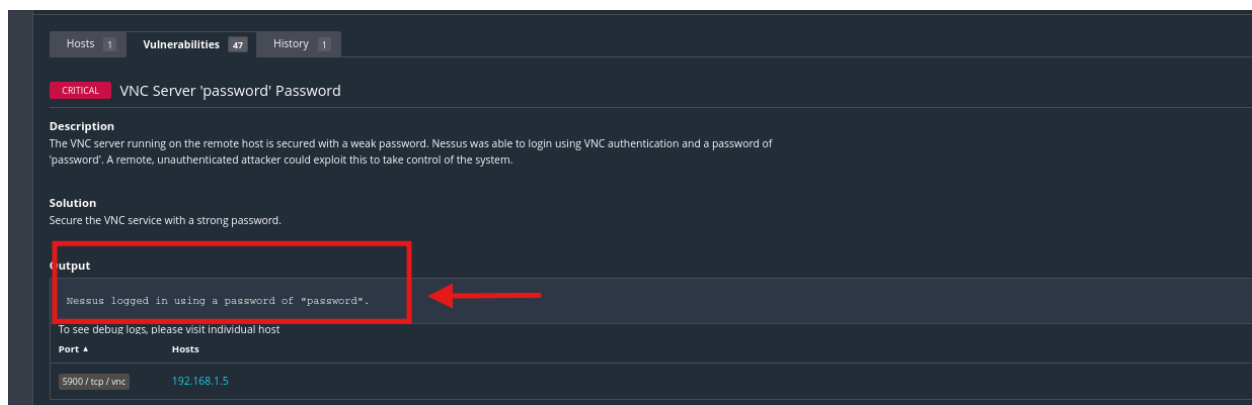 Hosts 1 Vulnerabilities 47 History 1
CRITICAL VNC Server 'password' Password
Description
The VNC server running on the remote host is secured with a weak password. Nessus was able to login using VNC authentication and a password of
'password'. A remote, unauthenticated attacker could exploit this to take control of the system.
Solution
Secure the VNC service with a strong password.
Output
Nessus logged in using a password of "password".
To see debug logs, please visit individual host
Port ▲ Hosts
5900 / tcp / vnc 192.168.1.5